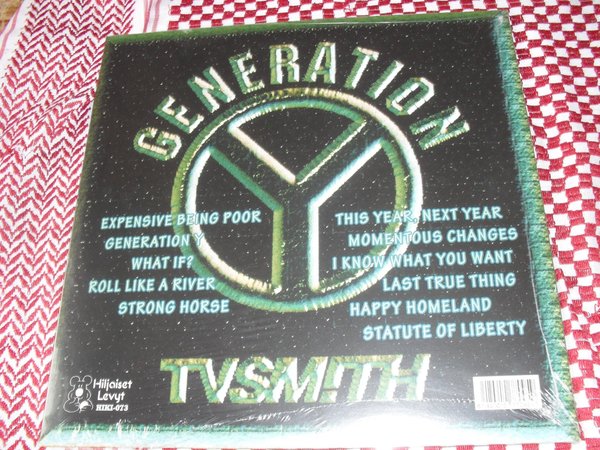 GENERATION
EXPENSIVE BEING POOR
GENERATION Y
WHAT IF?
ROLL LIKE A RIVER
STRONG HORSE
THIS YEAR, NEXT YEAR
MOMENTOUS CHANGES
I KNOW WHAT YOU WANT
LAST TRUE THING
HAPPY HOMELAND
STATUTE OF LIBERTY
TVSMITH
Hiljaiset
Levyt
HIKI-073